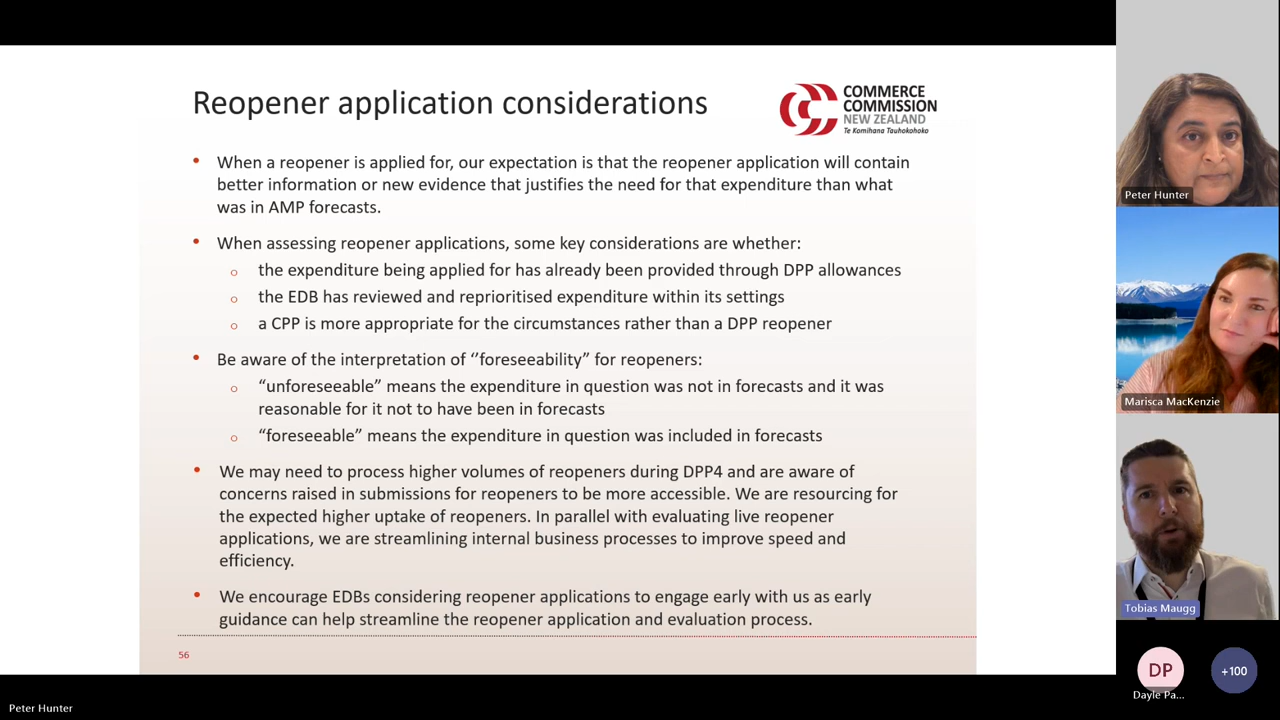 Reopener application considerations
COMMERCE
COMMISSION
NEW ZEALAND
Te Komihana Tauhokohoko
• When a reopener is applied for, our expectation is that the reopener application will contain
better information or new evidence that justifies the need for that expenditure than what
was in AMP forecasts.
• When assessing reopener applications, some key considerations are whether:
o the expenditure being applied for has already been provided through DPP allowances
o the EDB has reviewed and reprioritised expenditure within its settings
o a CPP is more appropriate for the circumstances rather than a DPP reopener
• Be aware of the interpretation of “foreseeability” for reopeners:
o “unforeseeable” means the expenditure in question was not in forecasts and it was
reasonable for it not to have been in forecasts
o “foreseeable” means the expenditure in question was included in forecasts
• We may need to process higher volumes of reopeners during DPP4 and are aware of
concerns raised in submissions for reopeners to be more accessible. We are resourcing for
the expected higher uptake of reopeners. In parallel with evaluating live reopener
applications, we are streamlining internal business processes to improve speed and
efficiency.
• We encourage EDBs considering reopener applications to engage early with us as early
guidance can help streamline the reopener application and evaluation process.
56
Peter Hunter
Peter Hunter
Marisca MacKenzie
Tobias Maugg
DP
Dayle Pa...
+100